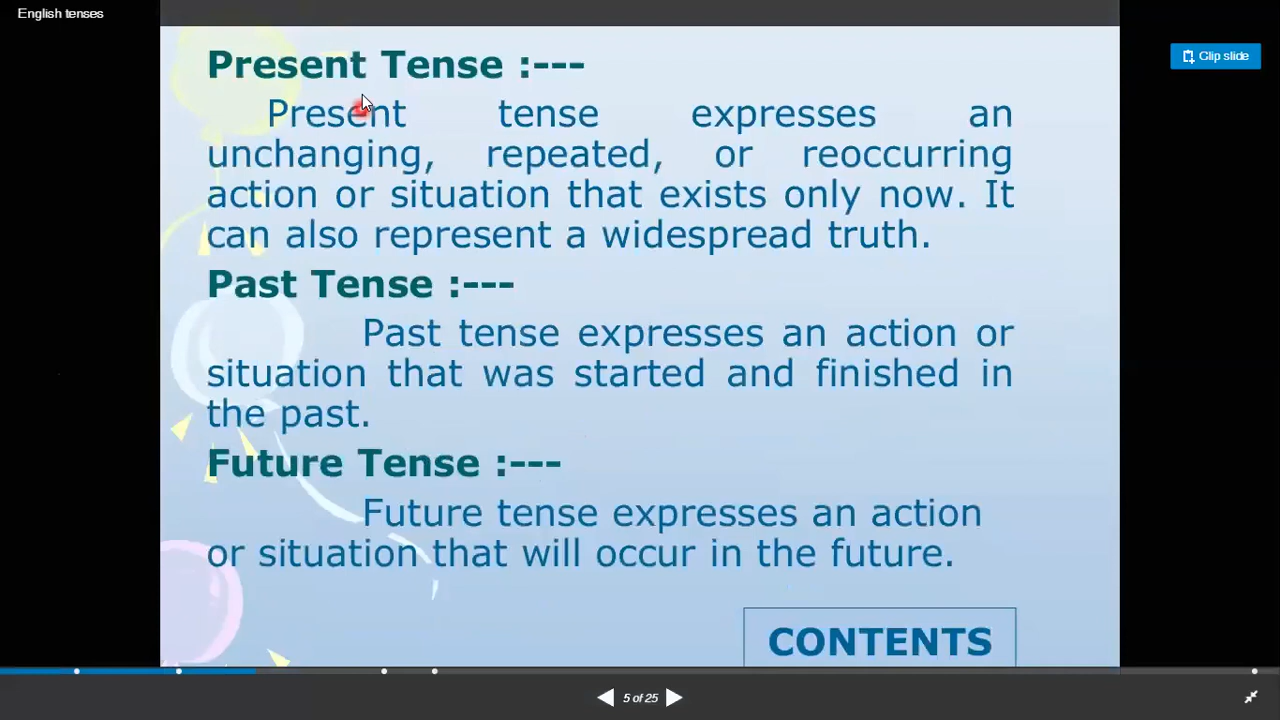 English tenses
Clip slide
Present Tense :---
Present tense expresses an
unchanging, repeated, or reoccurring
action or situation that exists only now. It
can also represent a widespread truth.
Past Tense :---
Past tense expresses an action or
situation that was started and finished in
the past.
Future Tense :---
Future tense expresses an action
or situation that will occur in the future.
CONTENTS
5 of 25